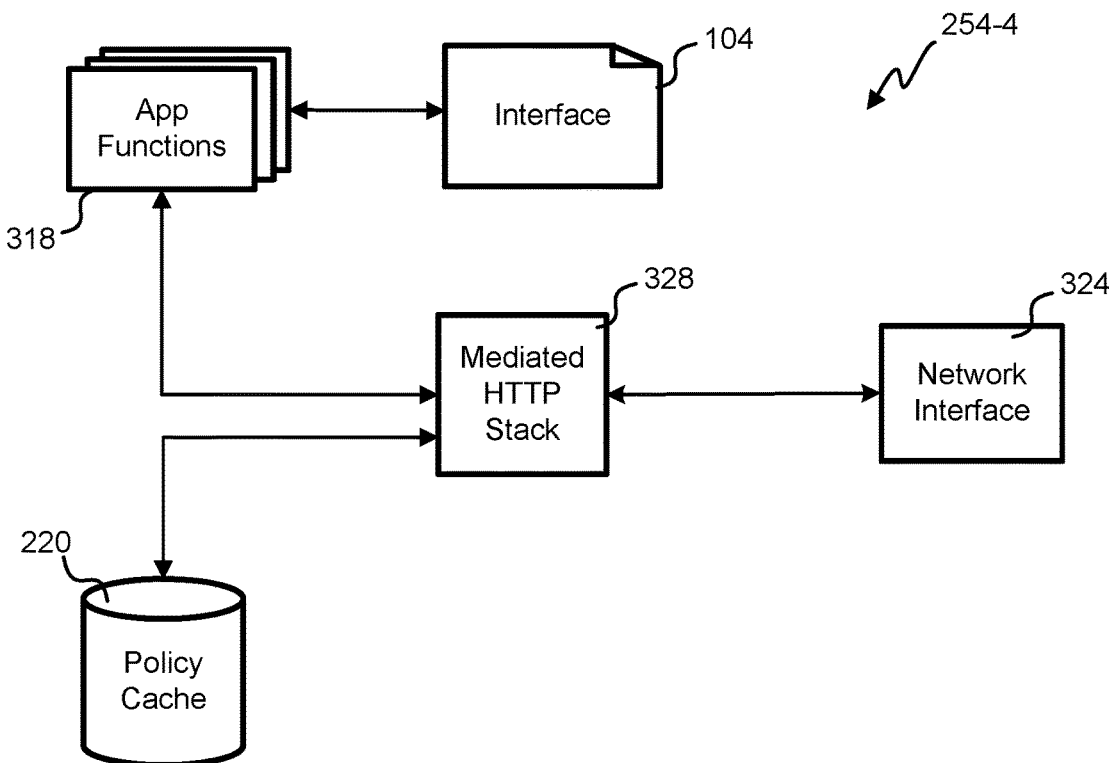 104
254-4
App
Functions
Interface
318
328
324
Mediated
HTTP
Stack
Network
Interface
220
Policy
Cache